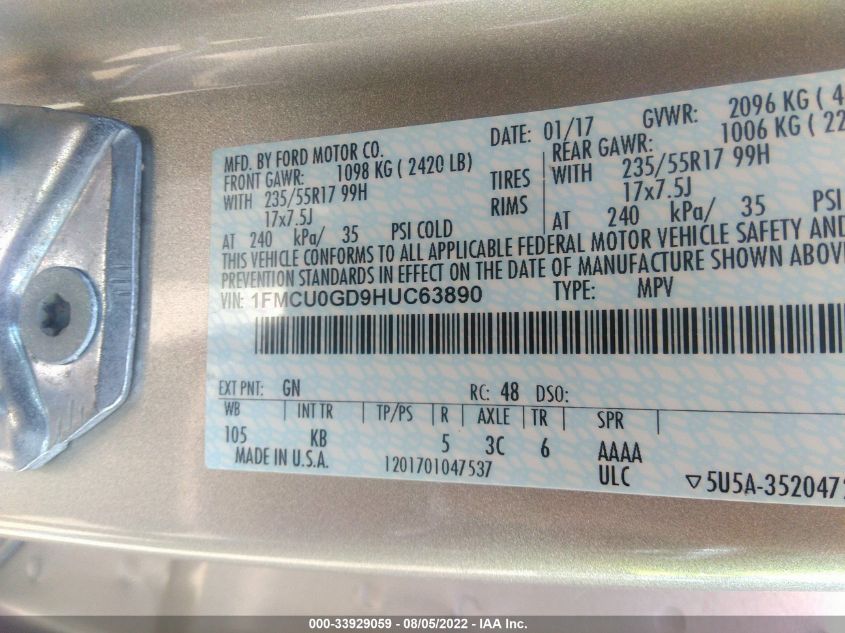 MFD. BY FORD MOTOR CO. DATE: 01/17 GVWR: 2096 KG ( 4
FRONT GAWR: 1098 KG ( 2420 LB) REAR GAWR: 1006 KG ( 22
WITH 235/55R17 99H TIRES WITH 235/55R17 99H
17x7.5J RIMS 17x7.5J
AT 240 kPa/ 35 PSI COLD AT 240 kPa/ 35 PSI
THIS VEHICLE CONFORMS TO ALL APPLICABLE FEDERAL MOTOR VEHICLE SAFETY AND
PREVENTION STANDARDS IN EFFECT ON THE DATE OF MANUFACTURE SHOWN ABOV
VIN: 1FMCU0GD9HUC63890 TYPE: MPV
EXT PNT: GN RC: 48 DSO:
WB INT TR TP/PS R AXLE TR SPR
105 KB 5 3C 6 AAAA
MADE IN U.S.A. 1201701047537 ULC
▽5U5A-3520472
000-33929059 - 08/05/2022 - IAA Inc.